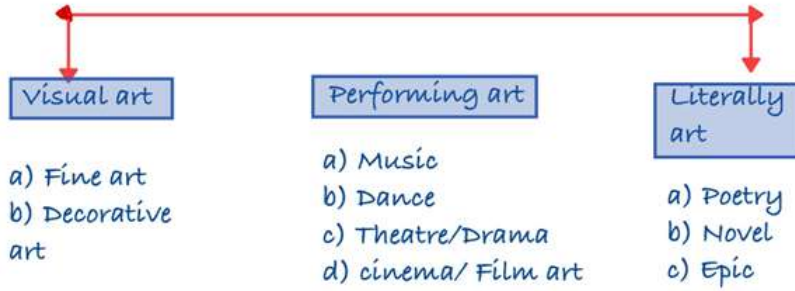 Visual art
a) Fine art
b) Decorative
art
Performing art
a) Music
b) Dance
c) Theatre/Drama
d) cinema/ Film art
Literally
art
a) Poetry
b) Novel
c) Epic